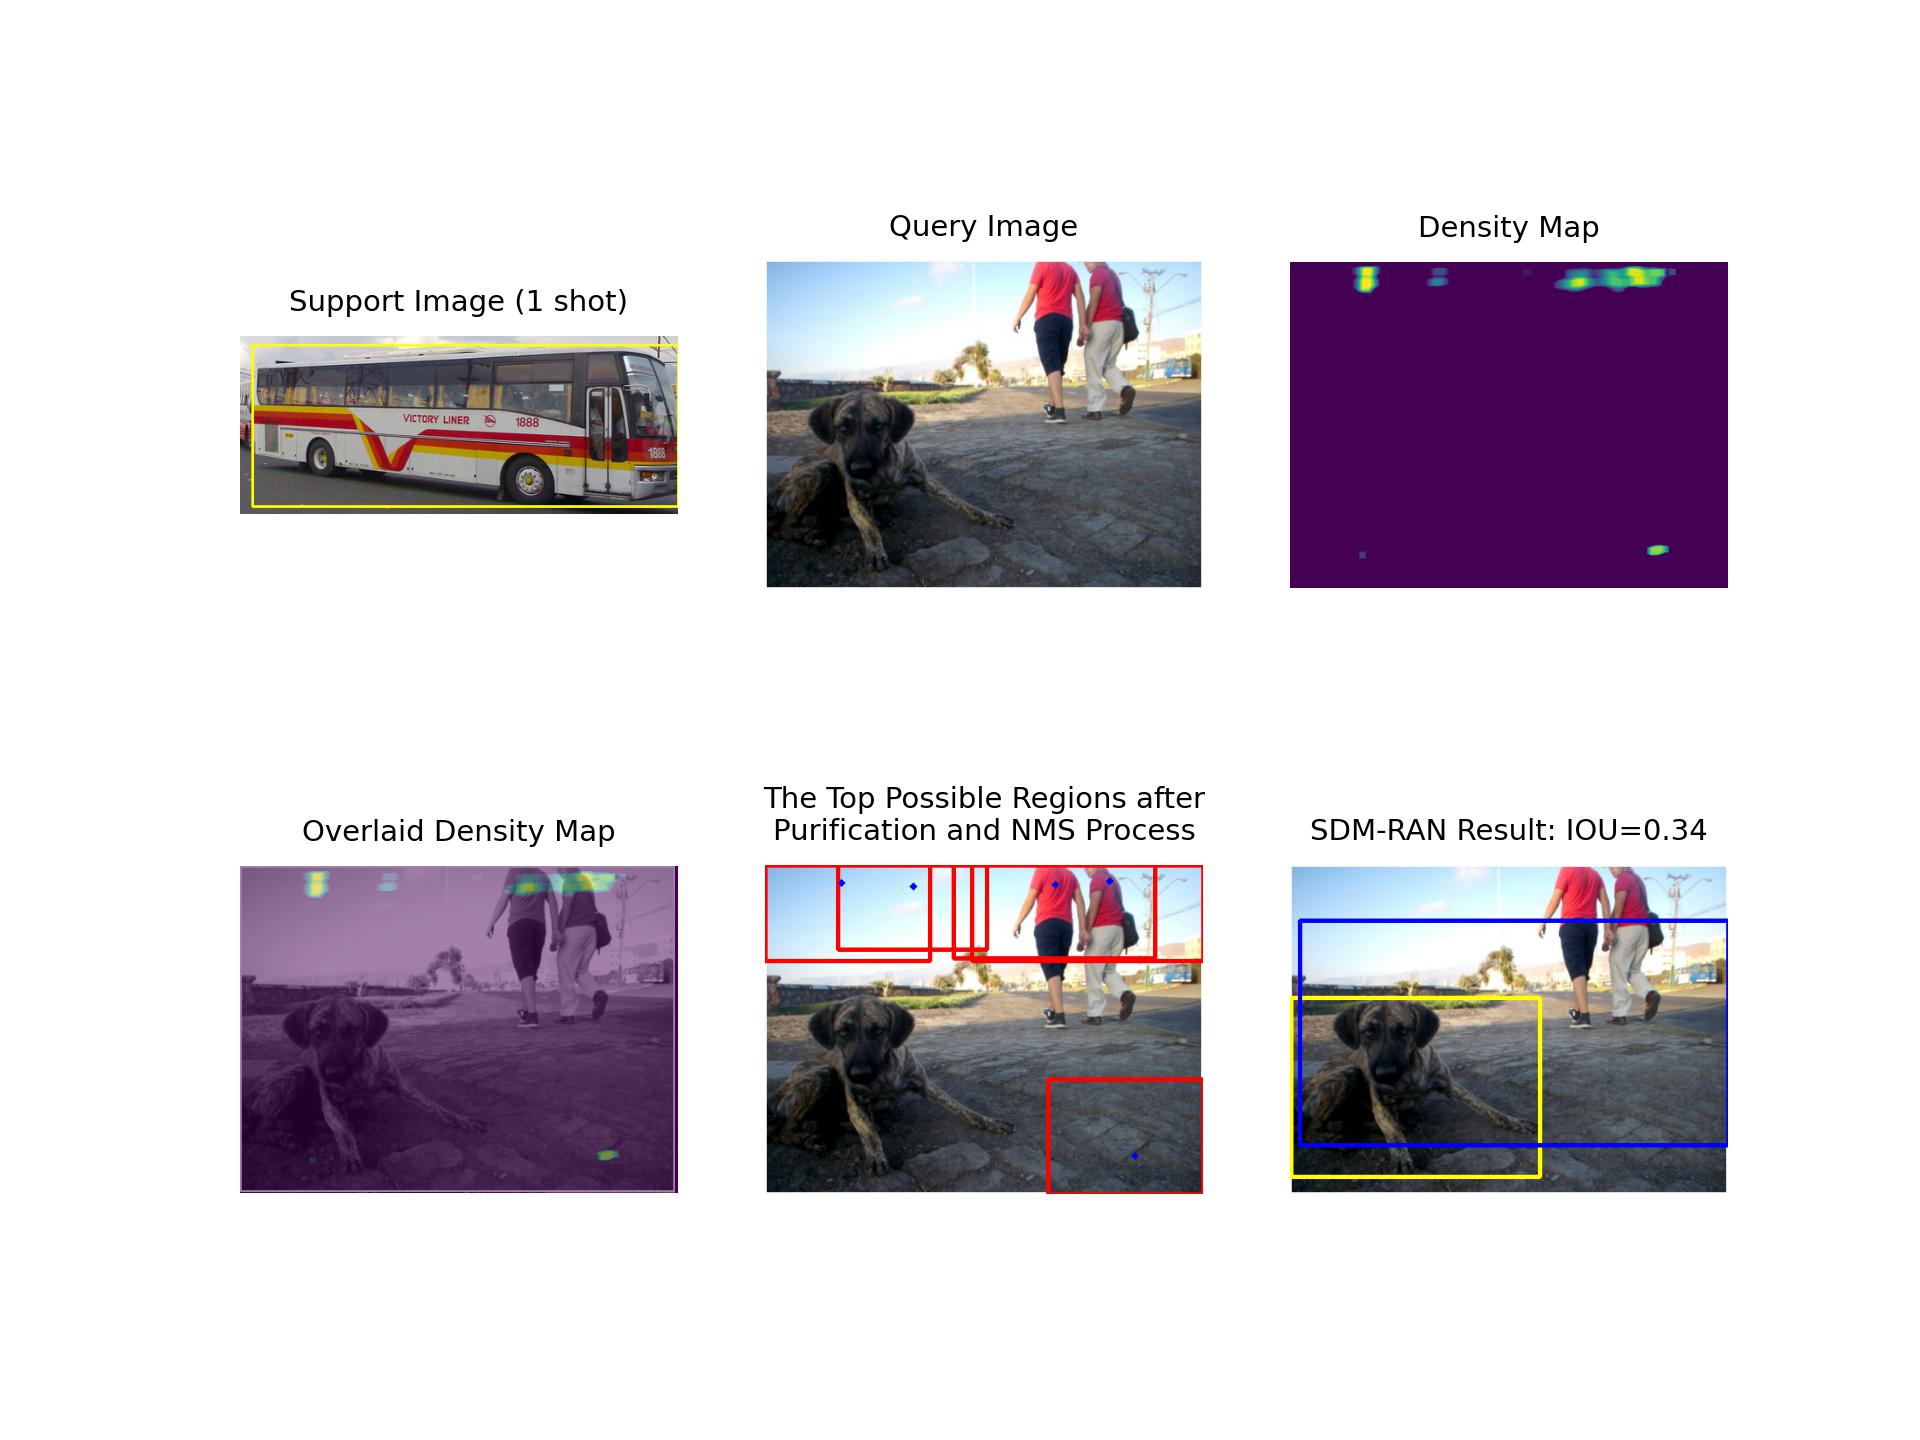 Query Image
Density Map
Support Image (1 shot)
VICTORY LINER 1888
1888
Overlaid Density Map
The Top Possible Regions after
Purification and NMS Process
SDM-RAN Result: IOU=0.34